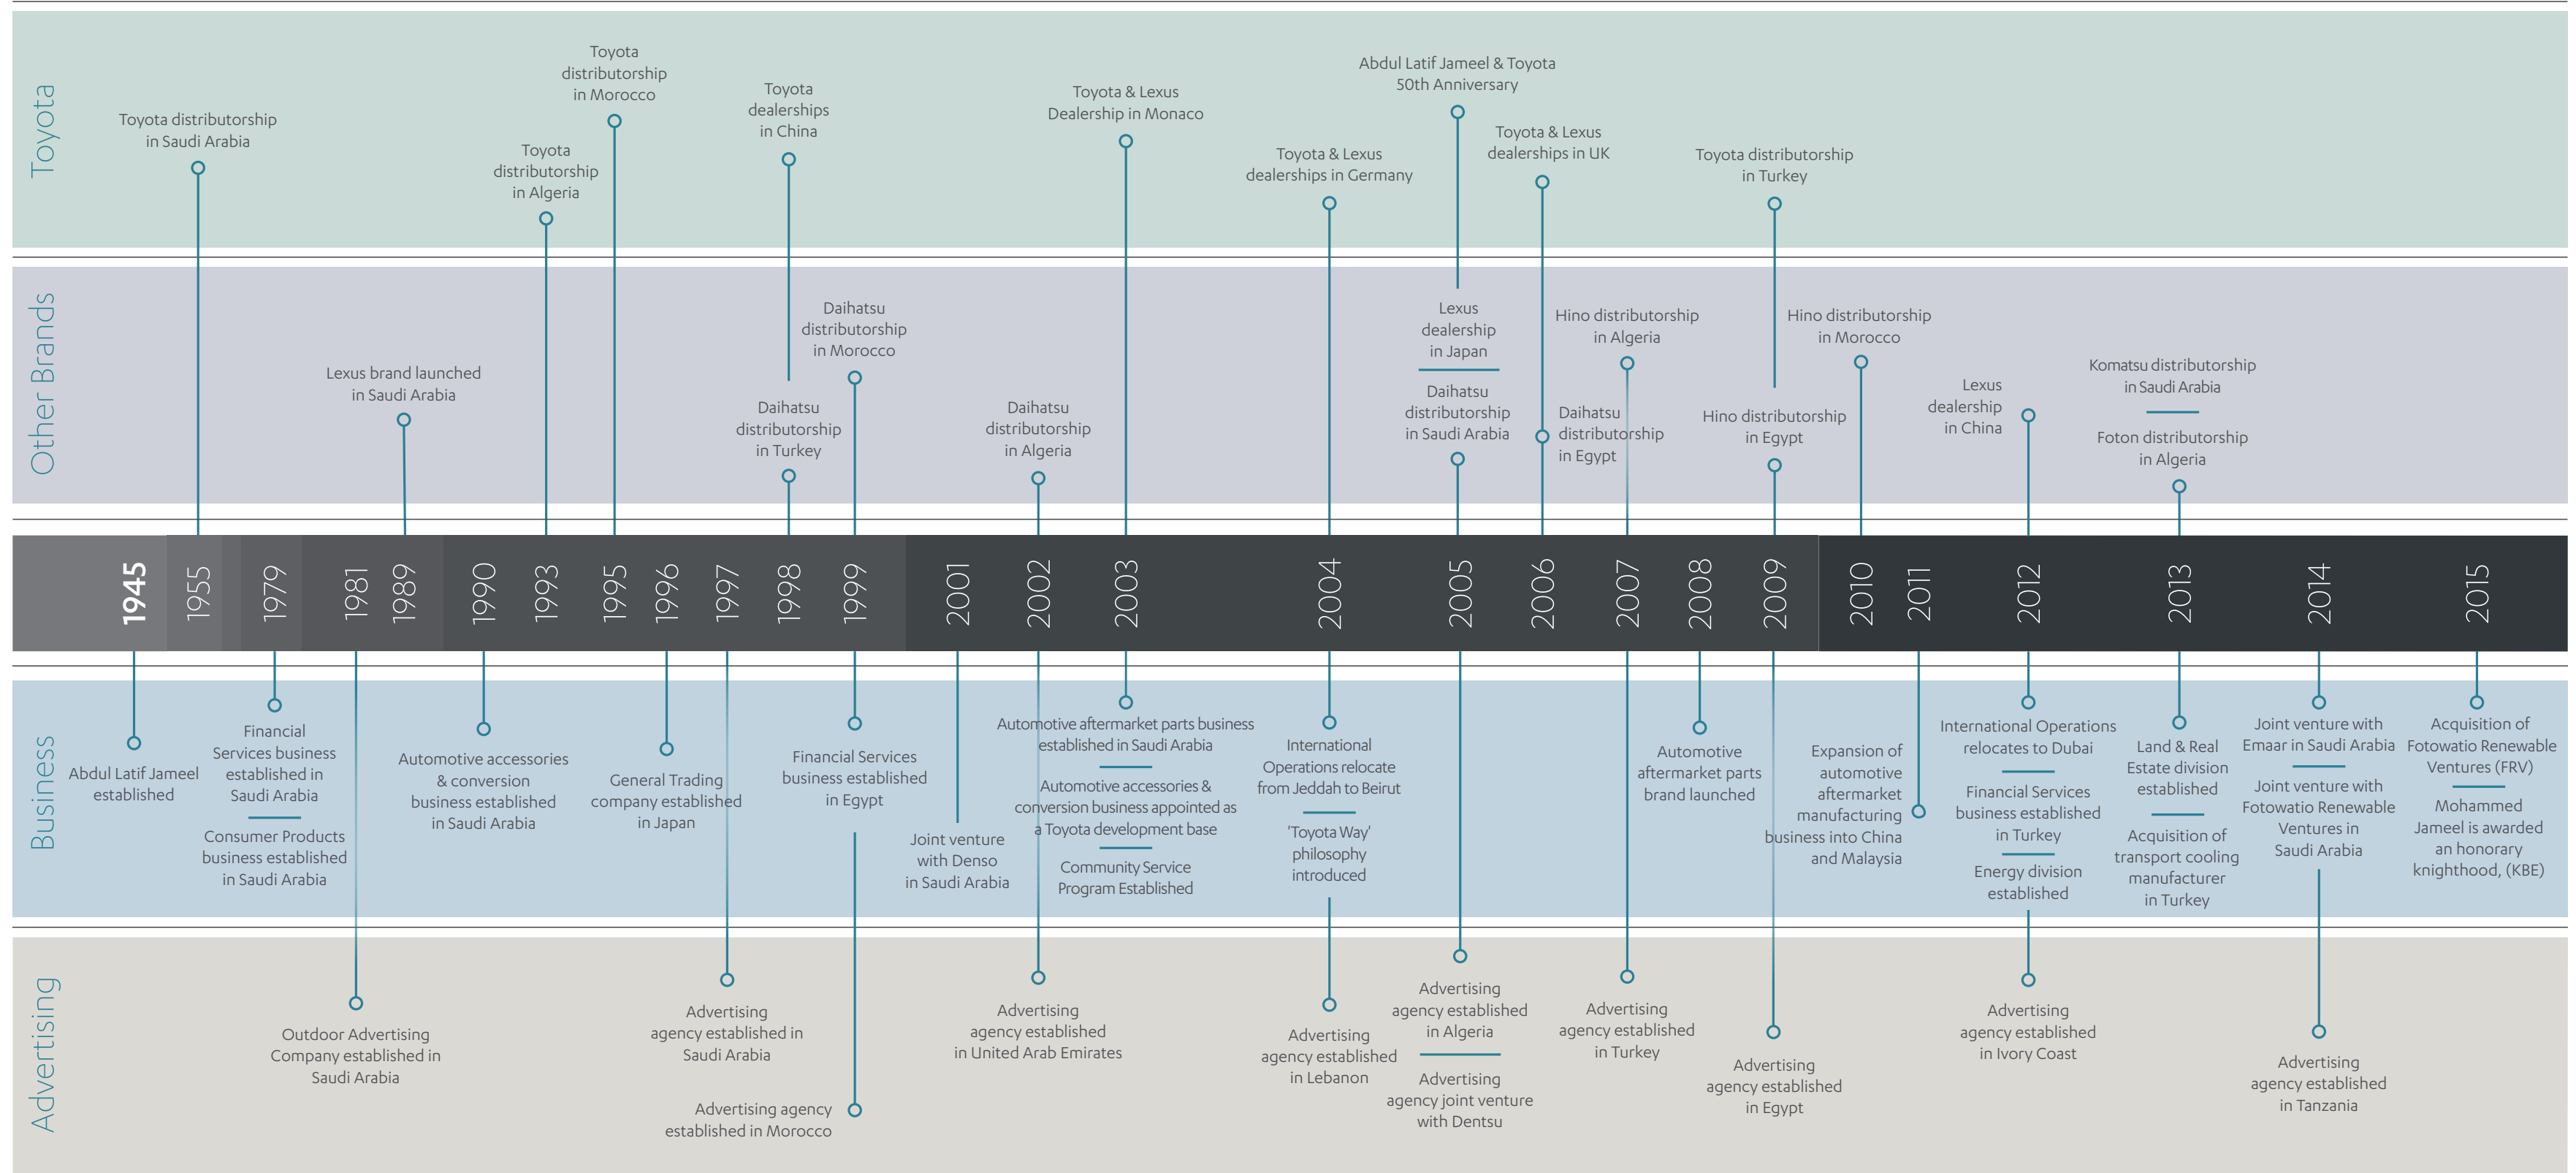 Toyota
Toyota distributorship
in Saudi Arabia
Toyota
distributorship
in Algeria
Toyota
distributorship
in Morocco
Toyota
dealerships
in China
Toyota & Lexus
Dealership in Monaco
Toyota & Lexus
dealerships in Germany
Abdul Latif Jameel & Toyota
50th Anniversary
Toyota & Lexus
dealerships in UK
Toyota distributorship
in Turkey
Other Brands
Lexus brand launched
in Saudi Arabia
Daihatsu
distributorship
in Turkey
Daihatsu
distributorship
in Morocco
Daihatsu
distributorship
in Algeria
Lexus
dealership
in Japan
Daihatsu
distributorship
in Saudi Arabia
Daihatsu
distributorship
in Egypt
Hino distributorship
in Algeria
Hino distributorship
in Egypt
Hino distributorship
in Morocco
Lexus
dealership
in China
Komatsu distributorship
in Saudi Arabia
Foton distributorship
in Algeria
1945
1955
1979
1981
1989
1990
1993
1995
1996
1997
1998
1999
2001
2002
2003
2004
2005
2006
2007
2008
2009
2010
2011
2012
2013
2014
2015
Business
Abdul Latif Jameel
established
Financial
Services business
established in
Saudi Arabia
Consumer Products
business established
in Saudi Arabia
Automotive accessories
& conversion
business established
in Saudi Arabia
General Trading
company established
in Japan
Financial Services
business established
in Egypt
Joint venture
with Denso
in Saudi Arabia
Automotive aftermarket parts business
established in Saudi Arabia
Automotive accessories &
conversion business appointed as
a Toyota development base
Community Service
Program Established
International
Operations relocate
from Jeddah to Beirut
'Toyota Way'
philosophy
introduced
Automotive
aftermarket parts
brand launched
Expansion of
automotive
aftermarket
manufacturing
business into China
and Malaysia
International Operations
relocates to Dubai
Financial Services
business established
in Turkey
Energy division
established
Land & Real
Estate division
established
Acquisition of
transport cooling
manufacturer
in Turkey
Joint venture with
Emaar in Saudi Arabia
Joint venture with
Fotowatio Renewable
Ventures in
Saudi Arabia
Acquisition of
Fotowatio Renewable
Ventures (FRV)
Mohammed
Jameel is awarded
an honorary
knighthood, (KBE)
Advertising
Outdoor Advertising
Company established in
Saudi Arabia
Advertising
agency established in
Saudi Arabia
Advertising agency
established in Morocco
Advertising
agency established
in United Arab Emirates
Advertising
agency established
in Lebanon
Advertising
agency established
in Algeria
Advertising
agency joint venture
with Dentsu
Advertising
agency established
in Turkey
Advertising
agency established
in Egypt
Advertising
agency established
in Ivory Coast
Advertising
agency established
in Tanzania